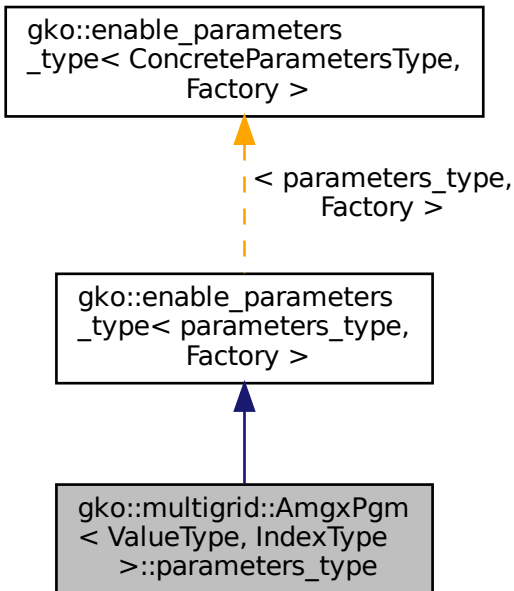 gko::enable_parameters
_type< ConcreteParametersType,
Factory >
< parameters_type,
Factory >
gko::enable_parameters
_type< parameters_type,
Factory >
gko::multigrid::AmgxPgm
< ValueType, IndexType
>::parameters_type